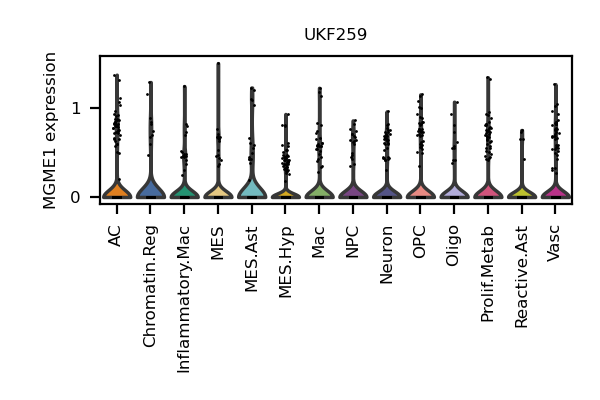 UKF259
MGME1 expression
1
0
AC
Chromatin.Reg
Inflammatory.Mac
MES
MES.Ast
MES.Hyp
Mac
NPC
Neuron
OPC
Oligo
Prolif.Metab
Reactive.Ast
Vasc